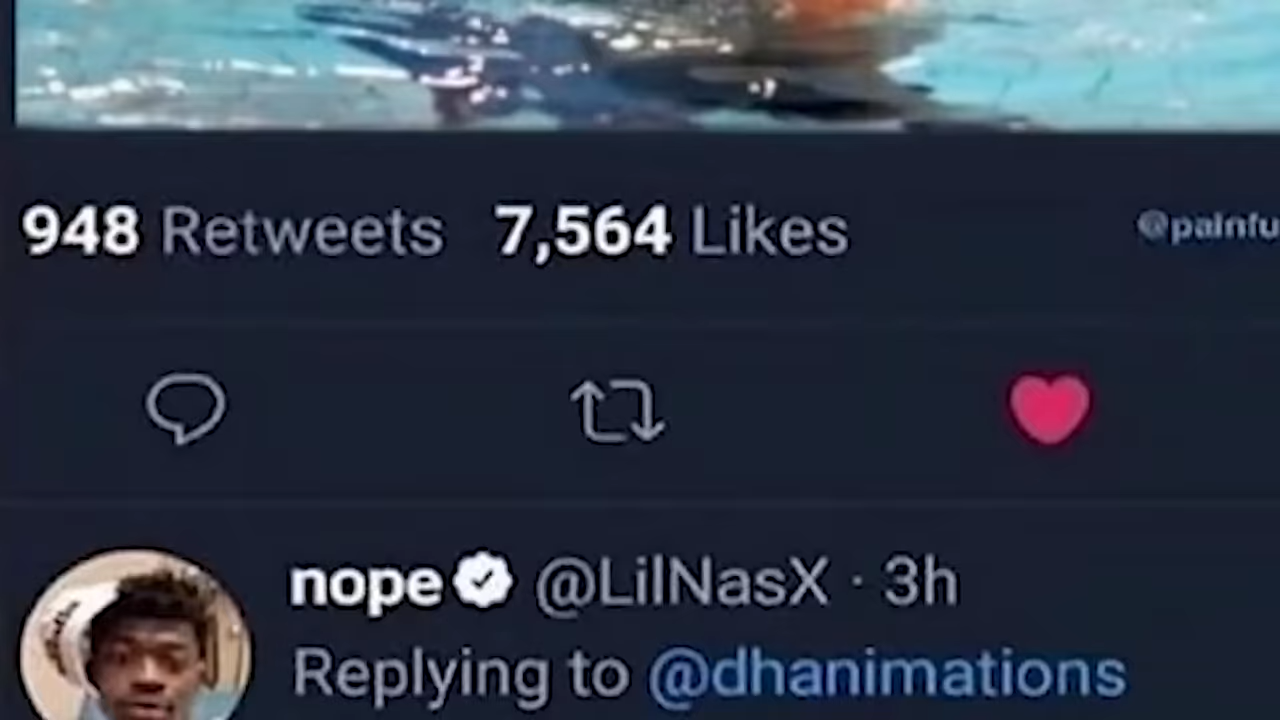 948 Retweets 7,564 Likes
nope @LilNasX · 3h
Replying to @dhanimations